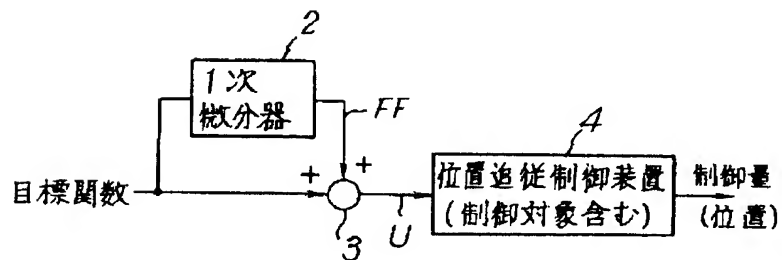 2
1次
微分器
FF
4
+
+
目標関数
位置追従制御装置
(制御対象含む)
制御量
(位置)
3
U